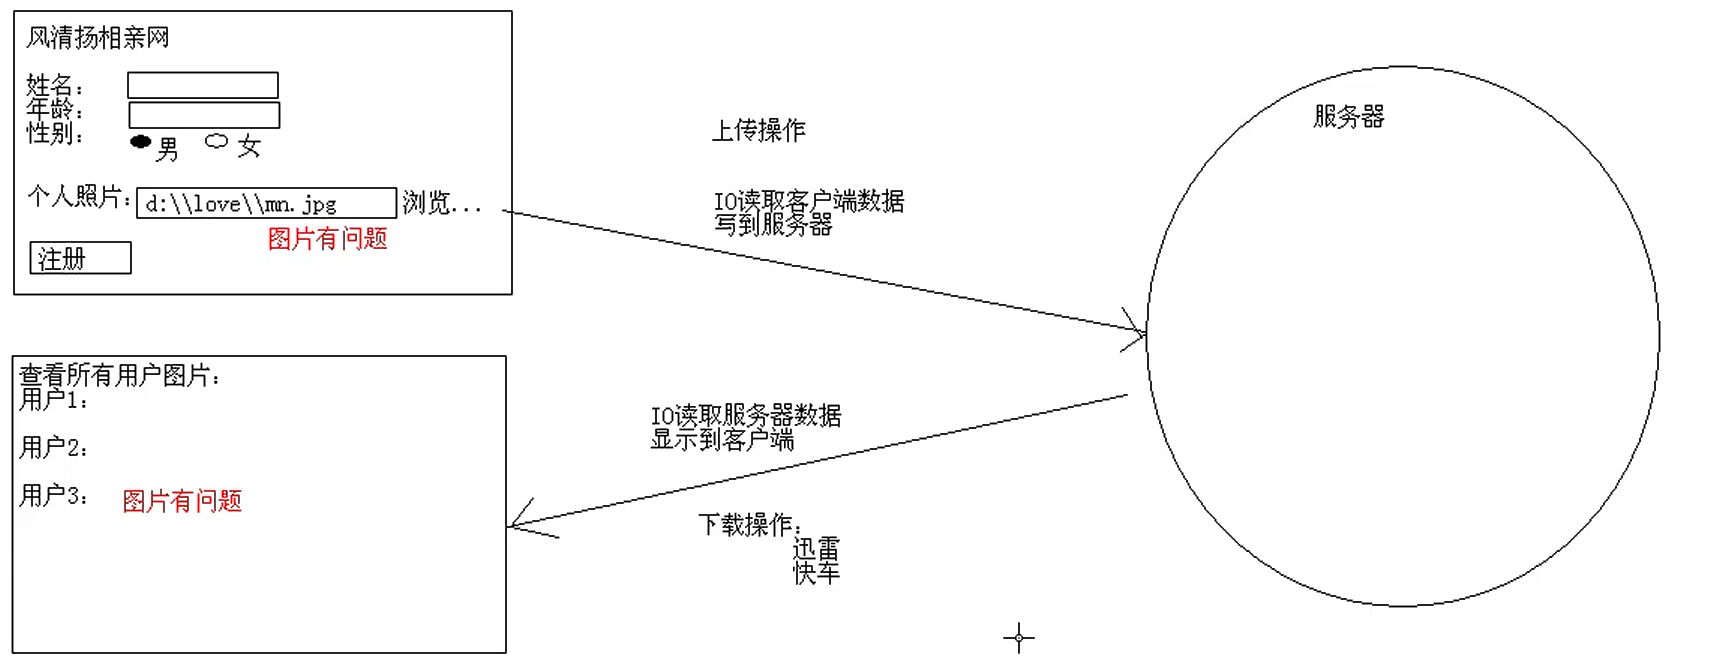 风清扬相亲网
姓名：
年龄：
性别：
男 女
个人照片： d:\\love\\mn.jpg 浏览...
图片有问题
注册
上传操作
IO读取客户端数据
写到服务器
服务器
查看所有用户图片：
用户1：
用户2：
用户3： 图片有问题
IO读取服务器数据
显示到客户端
下载操作：
迅雷
快车